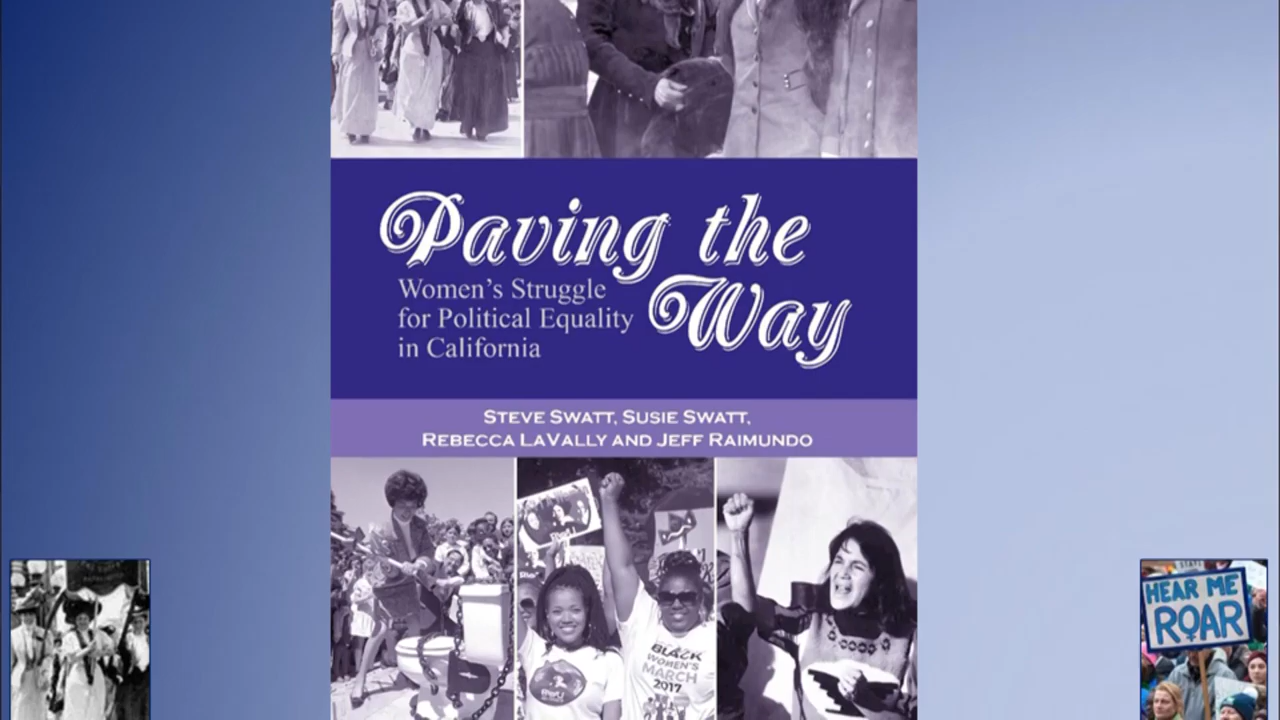 Paving the
Way
Women's Struggle
for Political Equality
in California
STEVE SWATT, SUSIE SWATT,
REBECCA LAVALLY AND JEFF RAIMUNDO
BLACK
WOMEN'S
MARCH
2017
HEAR ME
ROAR